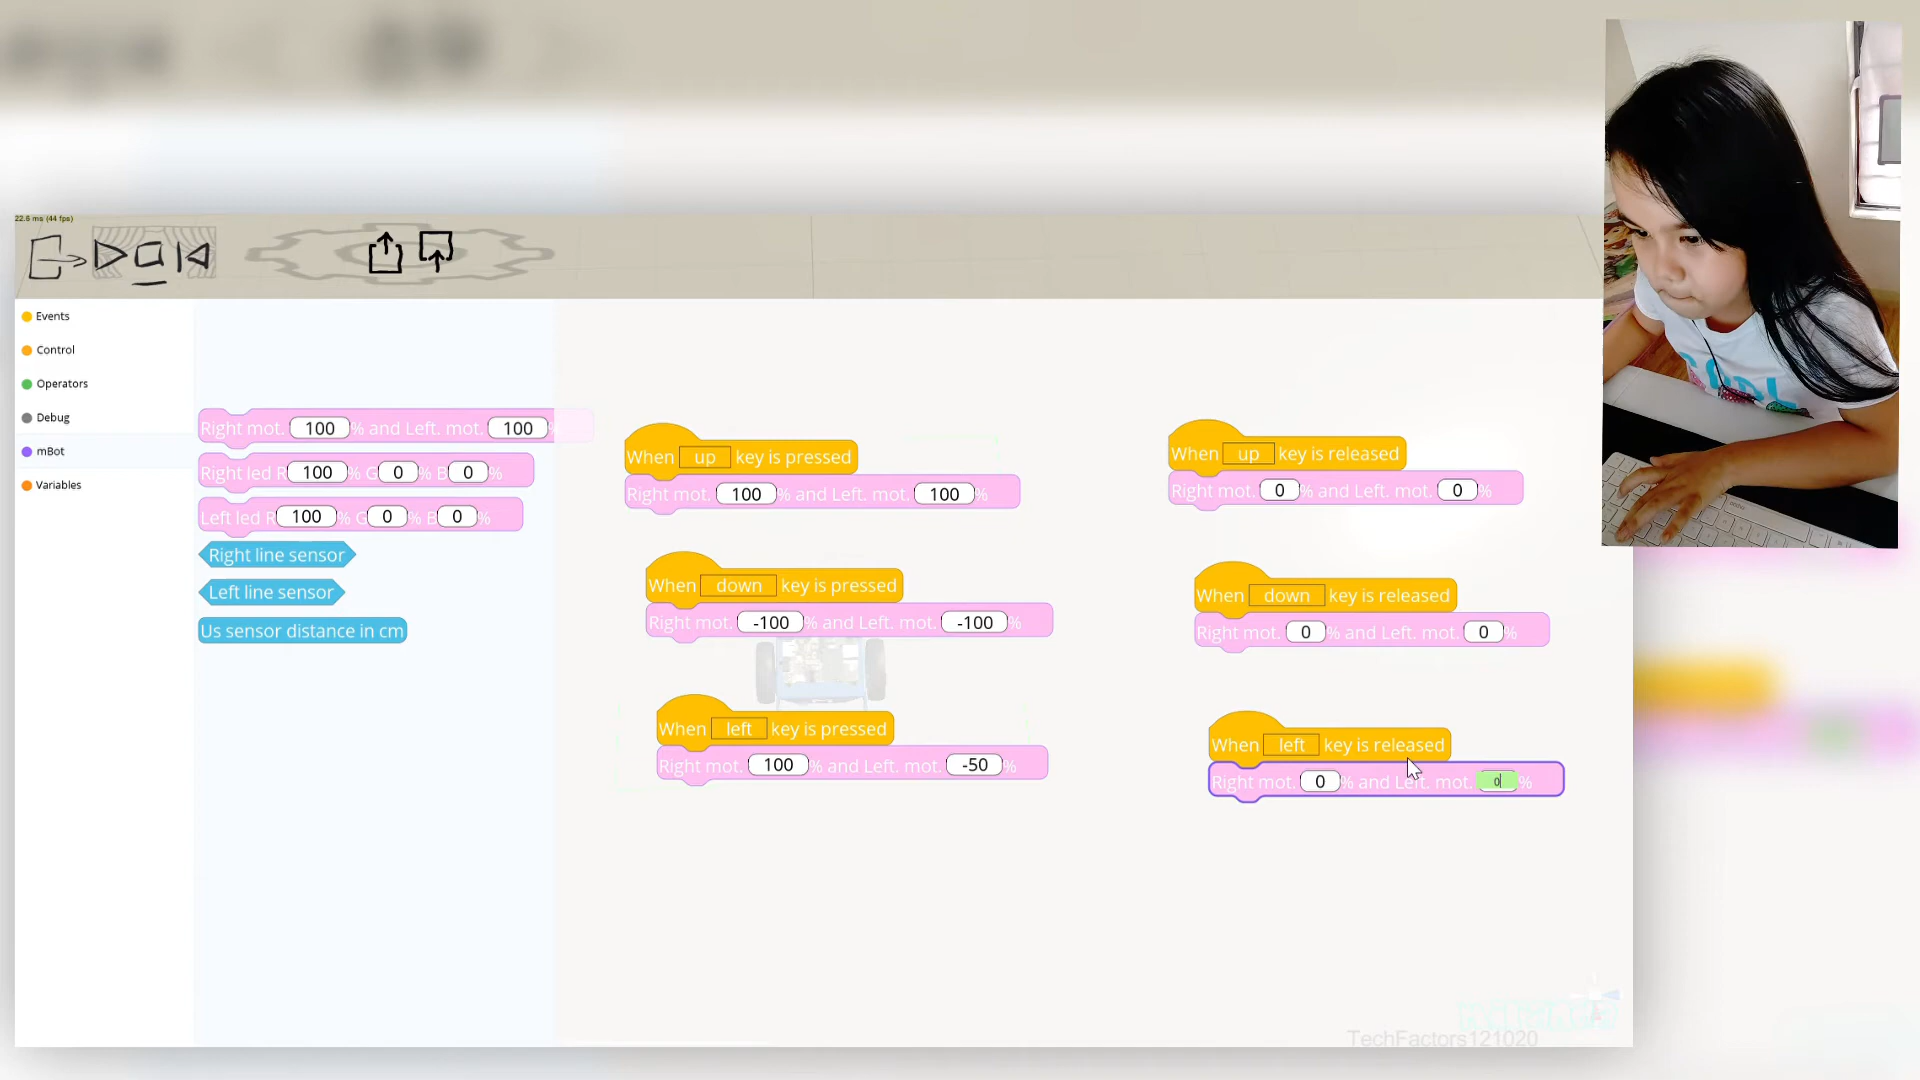 22.6 ms (44 fps)
Events
Control
Operators
Debug
mBot
Variables
Right mot. 100 % and Left. mot. 100 %
Right led R 100 % G 0 % B 0 %
Left led R 100 % G 0 % B 0 %
Right line sensor
Left line sensor
Us sensor distance in cm
When up key is pressed
Right mot. 100 % and Left. mot. 100 %
When down key is pressed
Right mot. -100 % and Left. mot. -100 %
When left key is pressed
Right mot. 100 % and Left. mot. -50 %
When up key is released
Right mot. 0 % and Left. mot. 0 %
When down key is released
Right mot. 0 % and Left. mot. 0 %
When left key is released
Right mot. 0 % and Left. mot. 0 %
TechFactors121020